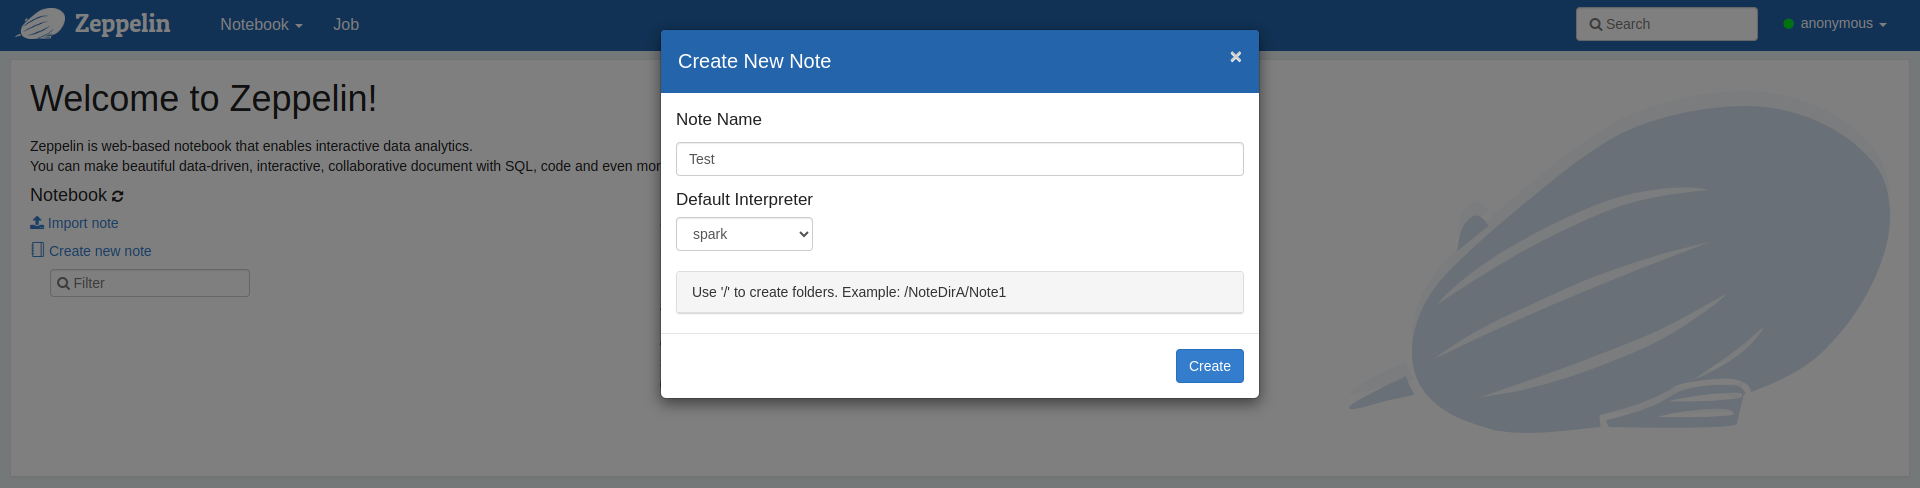 Zeppelin
Notebook
Job
Search
anonymous
Welcome to Zeppelin!
Zeppelin is web-based notebook that enables interactive data analytics.
You can make beautiful data-driven, interactive, collaborative document with SQL, code and even
Notebook
Import note
Create new note
Filter
Create New Note
×
Note Name
Test
Default Interpreter
spark
Use '/' to create folders. Example: /NoteDirA/Note1
Create